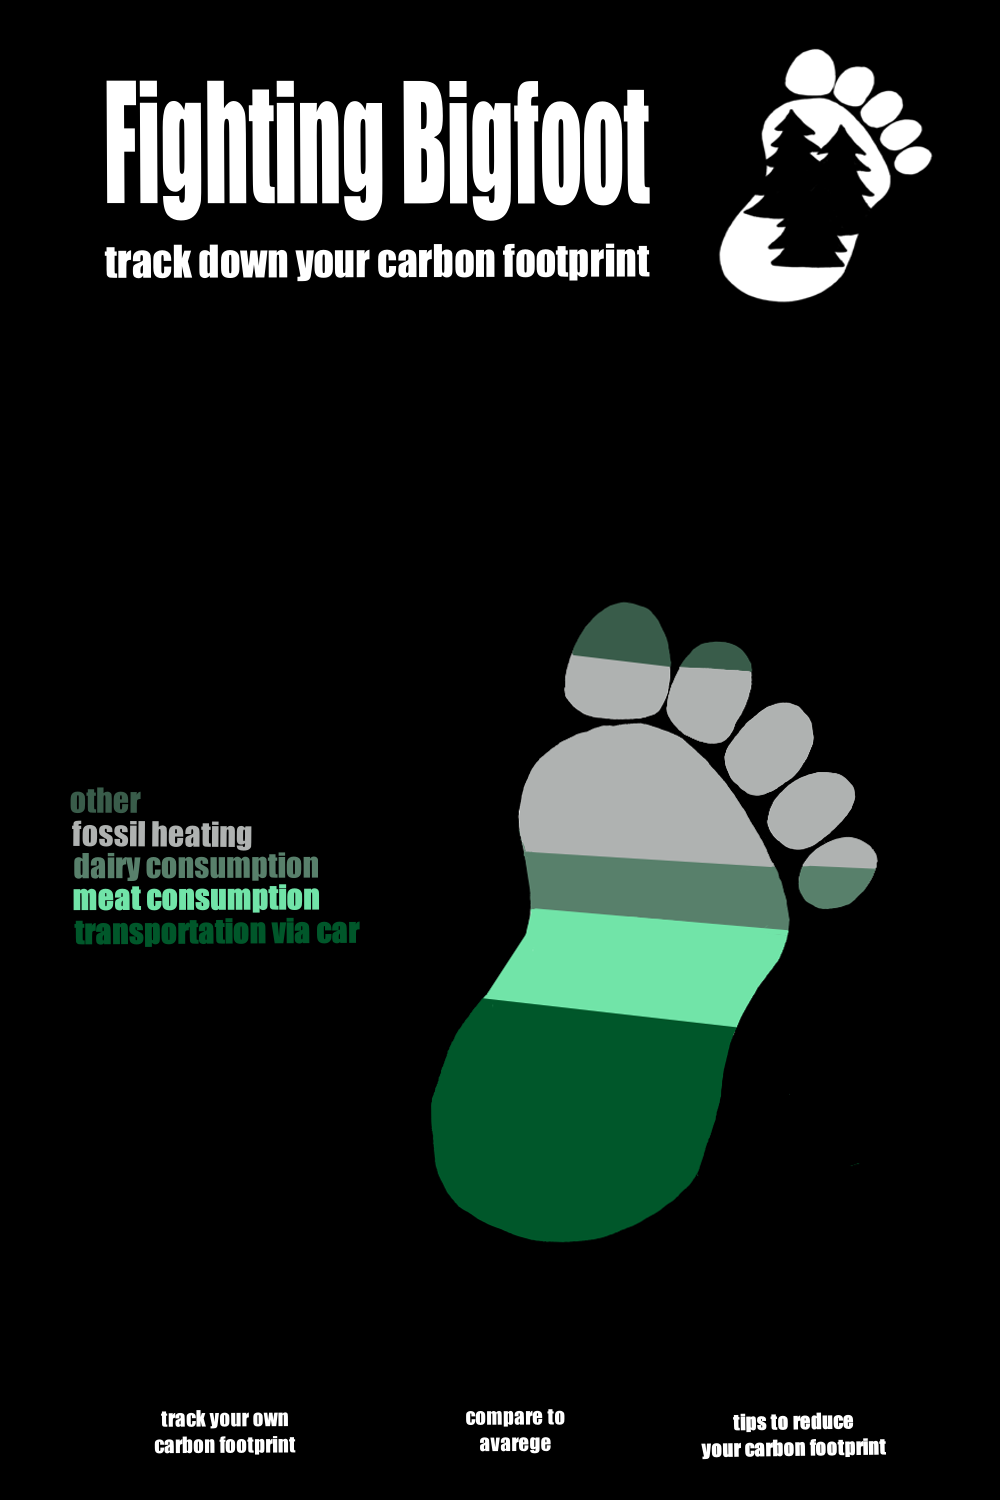 Fighting Bigfoot
track down your carbon footprint
other
fossil heating
dairy consumption
meat consumption
transportation via car
track your own
carbon footprint
compare to
avarege
tips to reduce
your carbon footprint